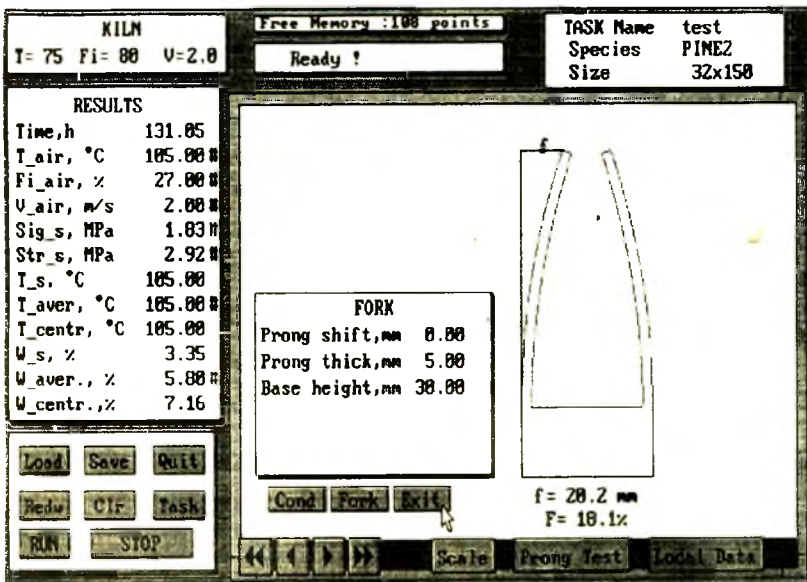 KILN
T= 75 Fi= 80 V=2.0
Free Memory :108 points
Ready !
TASK Name test
Species PINE2
Size 32x150
RESULTS
Time,h 131.05
T_air, °C 105.00 #
Fi_air, % 27.00 #
V_air, m/s 2.00 #
Sig_s, MPa 1.83 #
Str_s, MPa 2.92 #
T_s, °C 105.00
T_aver, °C 105.00 #
T_centr, °C 105.00
W_s, % 3.35
W_aver., % 5.80 #
W_centr.,% 7.16
Load Save Quit
Redw Clr Task
RUN STOP
FORK
Prong shift,mm 0.00
Prong thick,mm 5.00
Base height,mm 30.00
Cond Fork Exit
f
f= 20.2 mm
F= 18.1%
Scale Prong Test Local Data